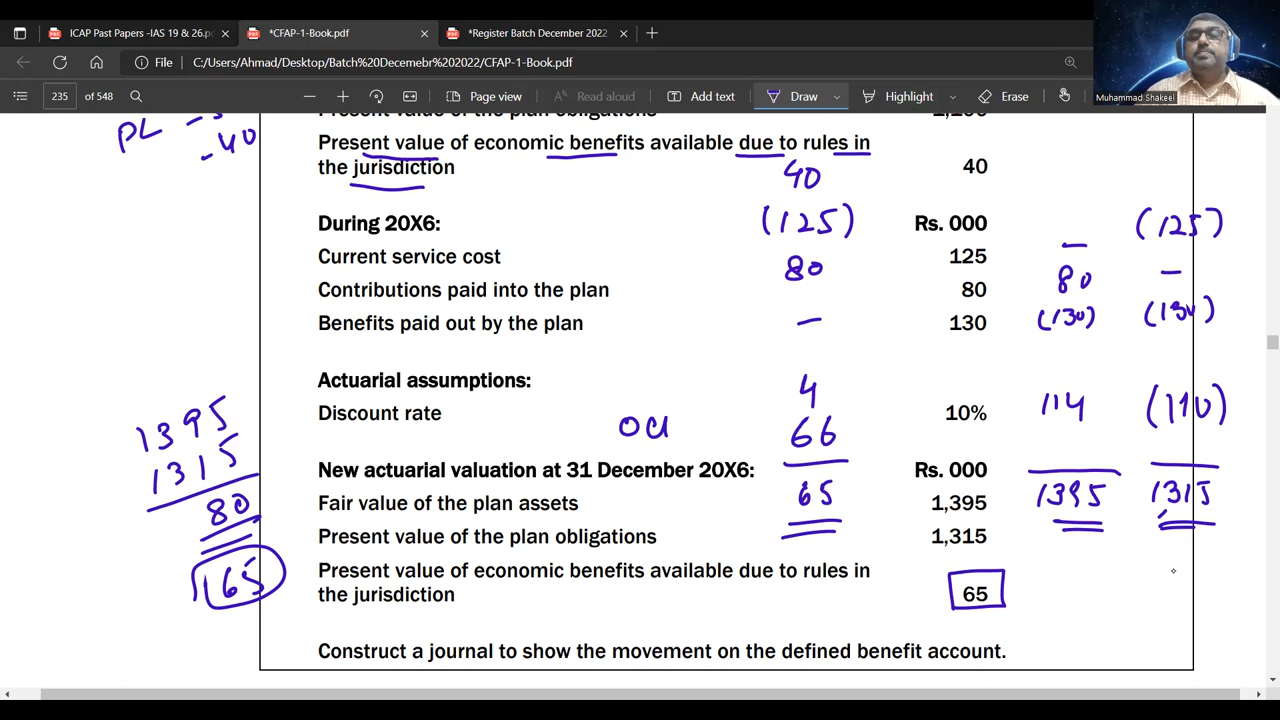 ICAP Past Papers -IAS 19 & 26.p
*CFAP-1-Book.pdf
*Register Batch December 2022
File C:/Users/Ahmad/Desktop/Batch%20Decemebr%202022/CFAP-1-Book.pdf
235 of 548 Page view Read aloud Add text Draw Highlight Erase
Muhammad Shakeel
PL
-40
Present value of economic benefits available due to rules in
the jurisdiction 40
40
During 20X6: (125) Rs. 000 (125)
Current service cost 125 –
Contributions paid into the plan 80 80 80 –
Benefits paid out by the plan – 130 (130) (130)
Actuarial assumptions: 4
Discount rate 10% 114 (110)
OCI 66
New actuarial valuation at 31 December 20X6: Rs. 000
Fair value of the plan assets 65 1,395 1395 1315
Present value of the plan obligations 1,315
Present value of economic benefits available due to rules in
the jurisdiction 65
1395
1315
80
65
Construct a journal to show the movement on the defined benefit account.